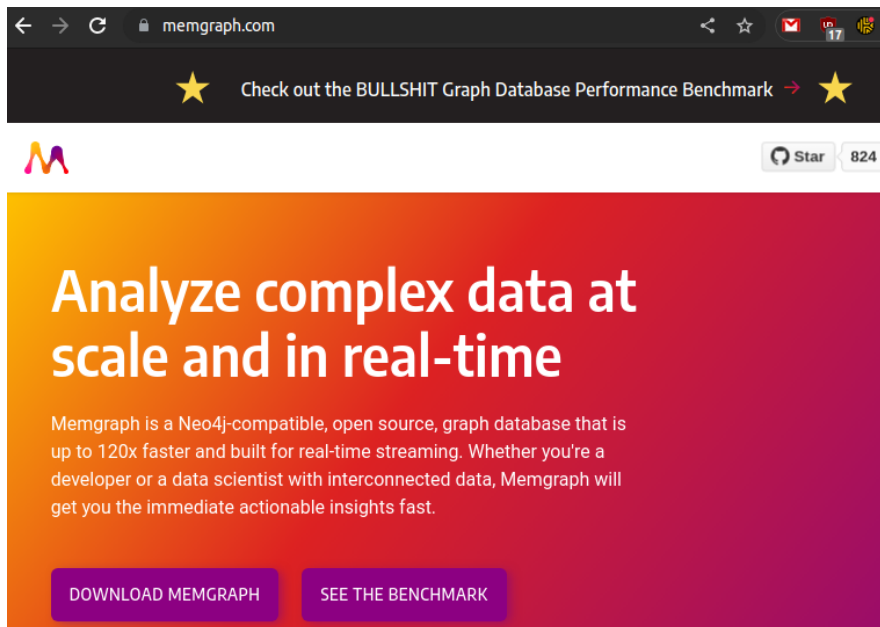 memgraph.com
17
Check out the BULLSHIT Graph Database Performance Benchmark →
Star 824
Analyze complex data at
scale and in real-time
Memgraph is a Neo4j-compatible, open source, graph database that is
up to 120x faster and built for real-time streaming. Whether you're a
developer or a data scientist with interconnected data, Memgraph will
get you the immediate actionable insights fast.
DOWNLOAD MEMGRAPH SEE THE BENCHMARK